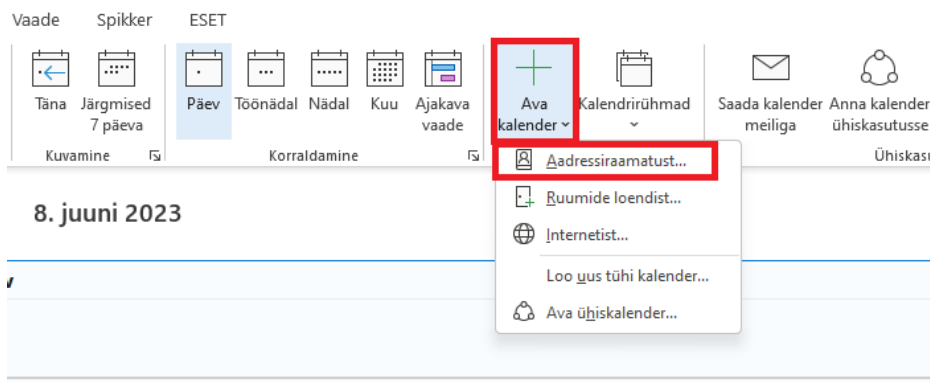 Vaade Spikker ESET
Täna Järgmised Päev Töönädal Nädal Kuu Ajakava Ava Kalendrirühmad Saada kalender Anna kalender
7 päeva vaade kalender meiliga ühiskasutusse
Kuvamine Korraldamine Ühiskasu
Aadressiraamatust...
8. juuni 2023
Ruumide loendist...
Internetist...
Loo uus tühi kalender...
Ava ühiskalender...